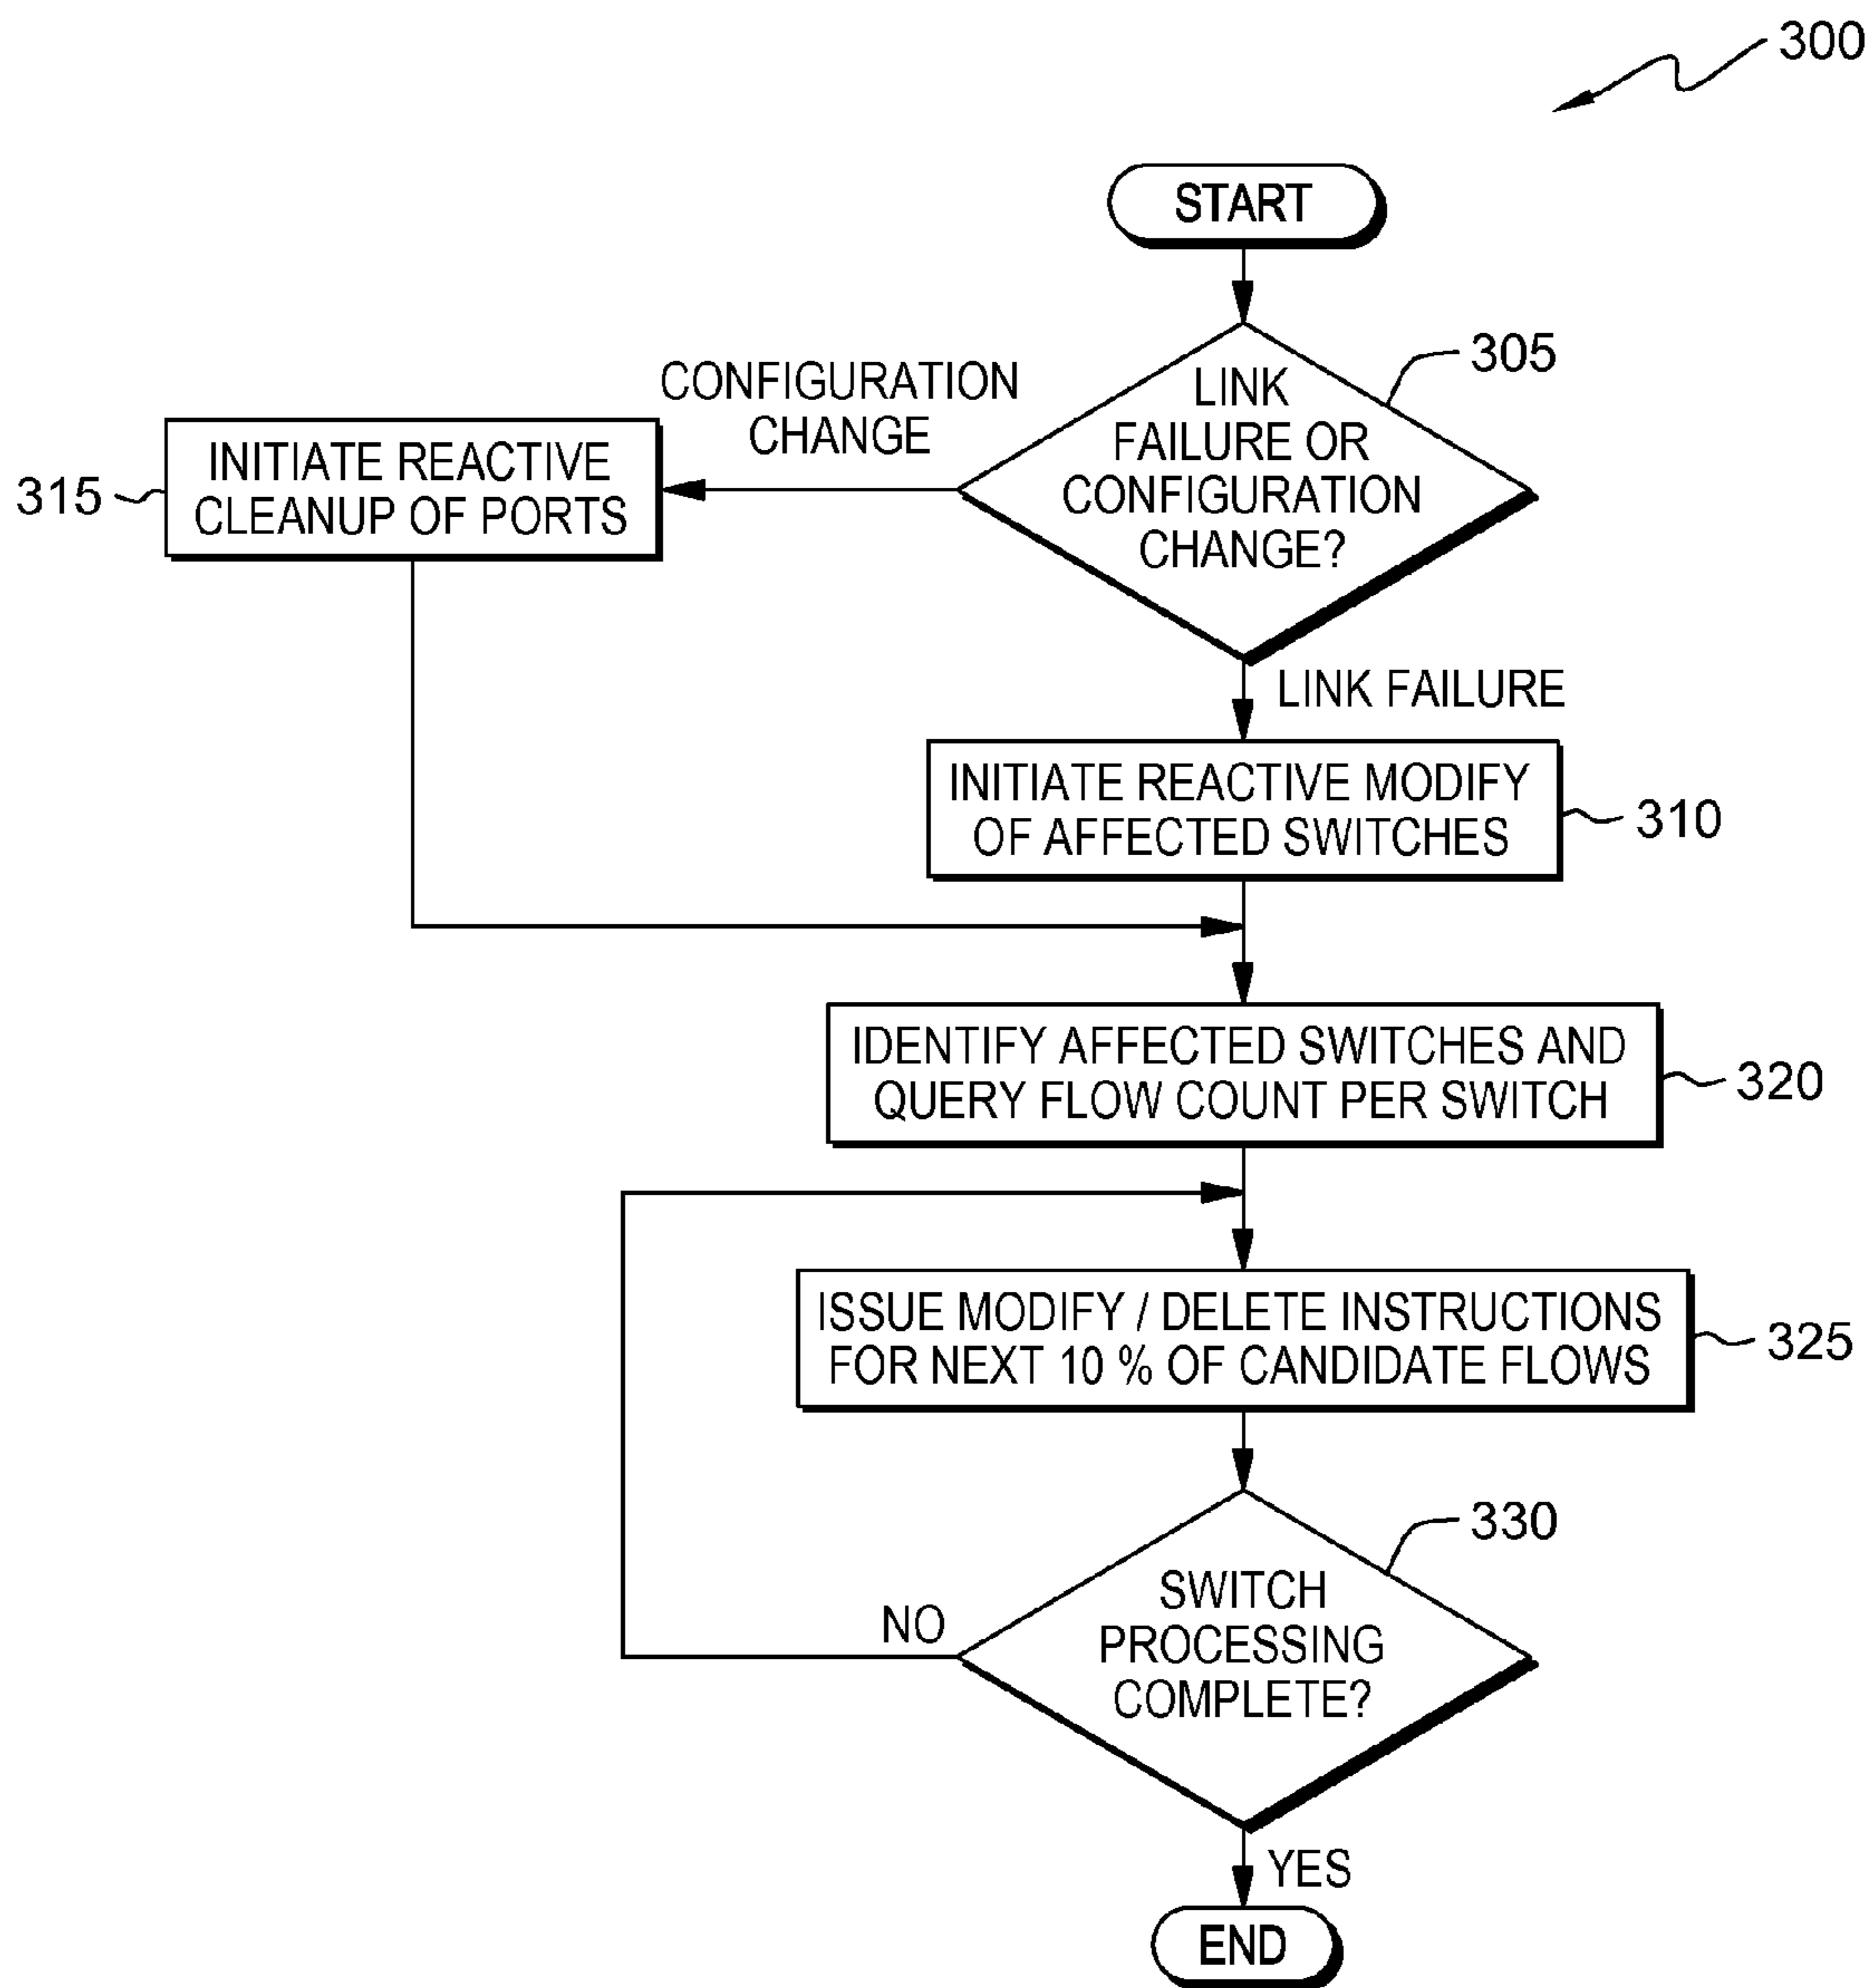 300
START
305
LINK
FAILURE OR
CONFIGURATION
CHANGE?
CONFIGURATION
CHANGE
315
INITIATE REACTIVE
CLEANUP OF PORTS
LINK FAILURE
INITIATE REACTIVE MODIFY
OF AFFECTED SWITCHES
310
IDENTIFY AFFECTED SWITCHES AND
QUERY FLOW COUNT PER SWITCH
320
ISSUE MODIFY / DELETE INSTRUCTIONS
FOR NEXT 10 % OF CANDIDATE FLOWS
325
330
SWITCH
PROCESSING
COMPLETE?
NO
YES
END